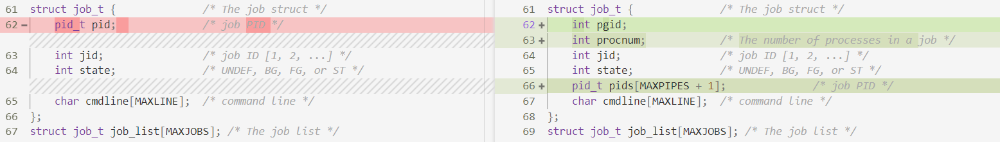 61 struct job_t { /* The job struct */
62 − pid_t pid; /* job PID */
63 int jid; /* job ID [1, 2, ...] */
64 int state; /* UNDEF, BG, FG, or ST */
65 char cmdline[MAXLINE]; /* command line */
66 };
67 struct job_t job_list[MAXJOBS]; /* The job list */
61 struct job_t { /* The job struct */
62 + int pgid;
63 + int procnum; /* The number of processes in a job */
64 int jid; /* job ID [1, 2, ...] */
65 int state; /* UNDEF, BG, FG, or ST */
66 + pid_t pids[MAXPIPES + 1]; /* job PID */
67 char cmdline[MAXLINE]; /* command line */
68 };
69 struct job_t job_list[MAXJOBS]; /* The job list */